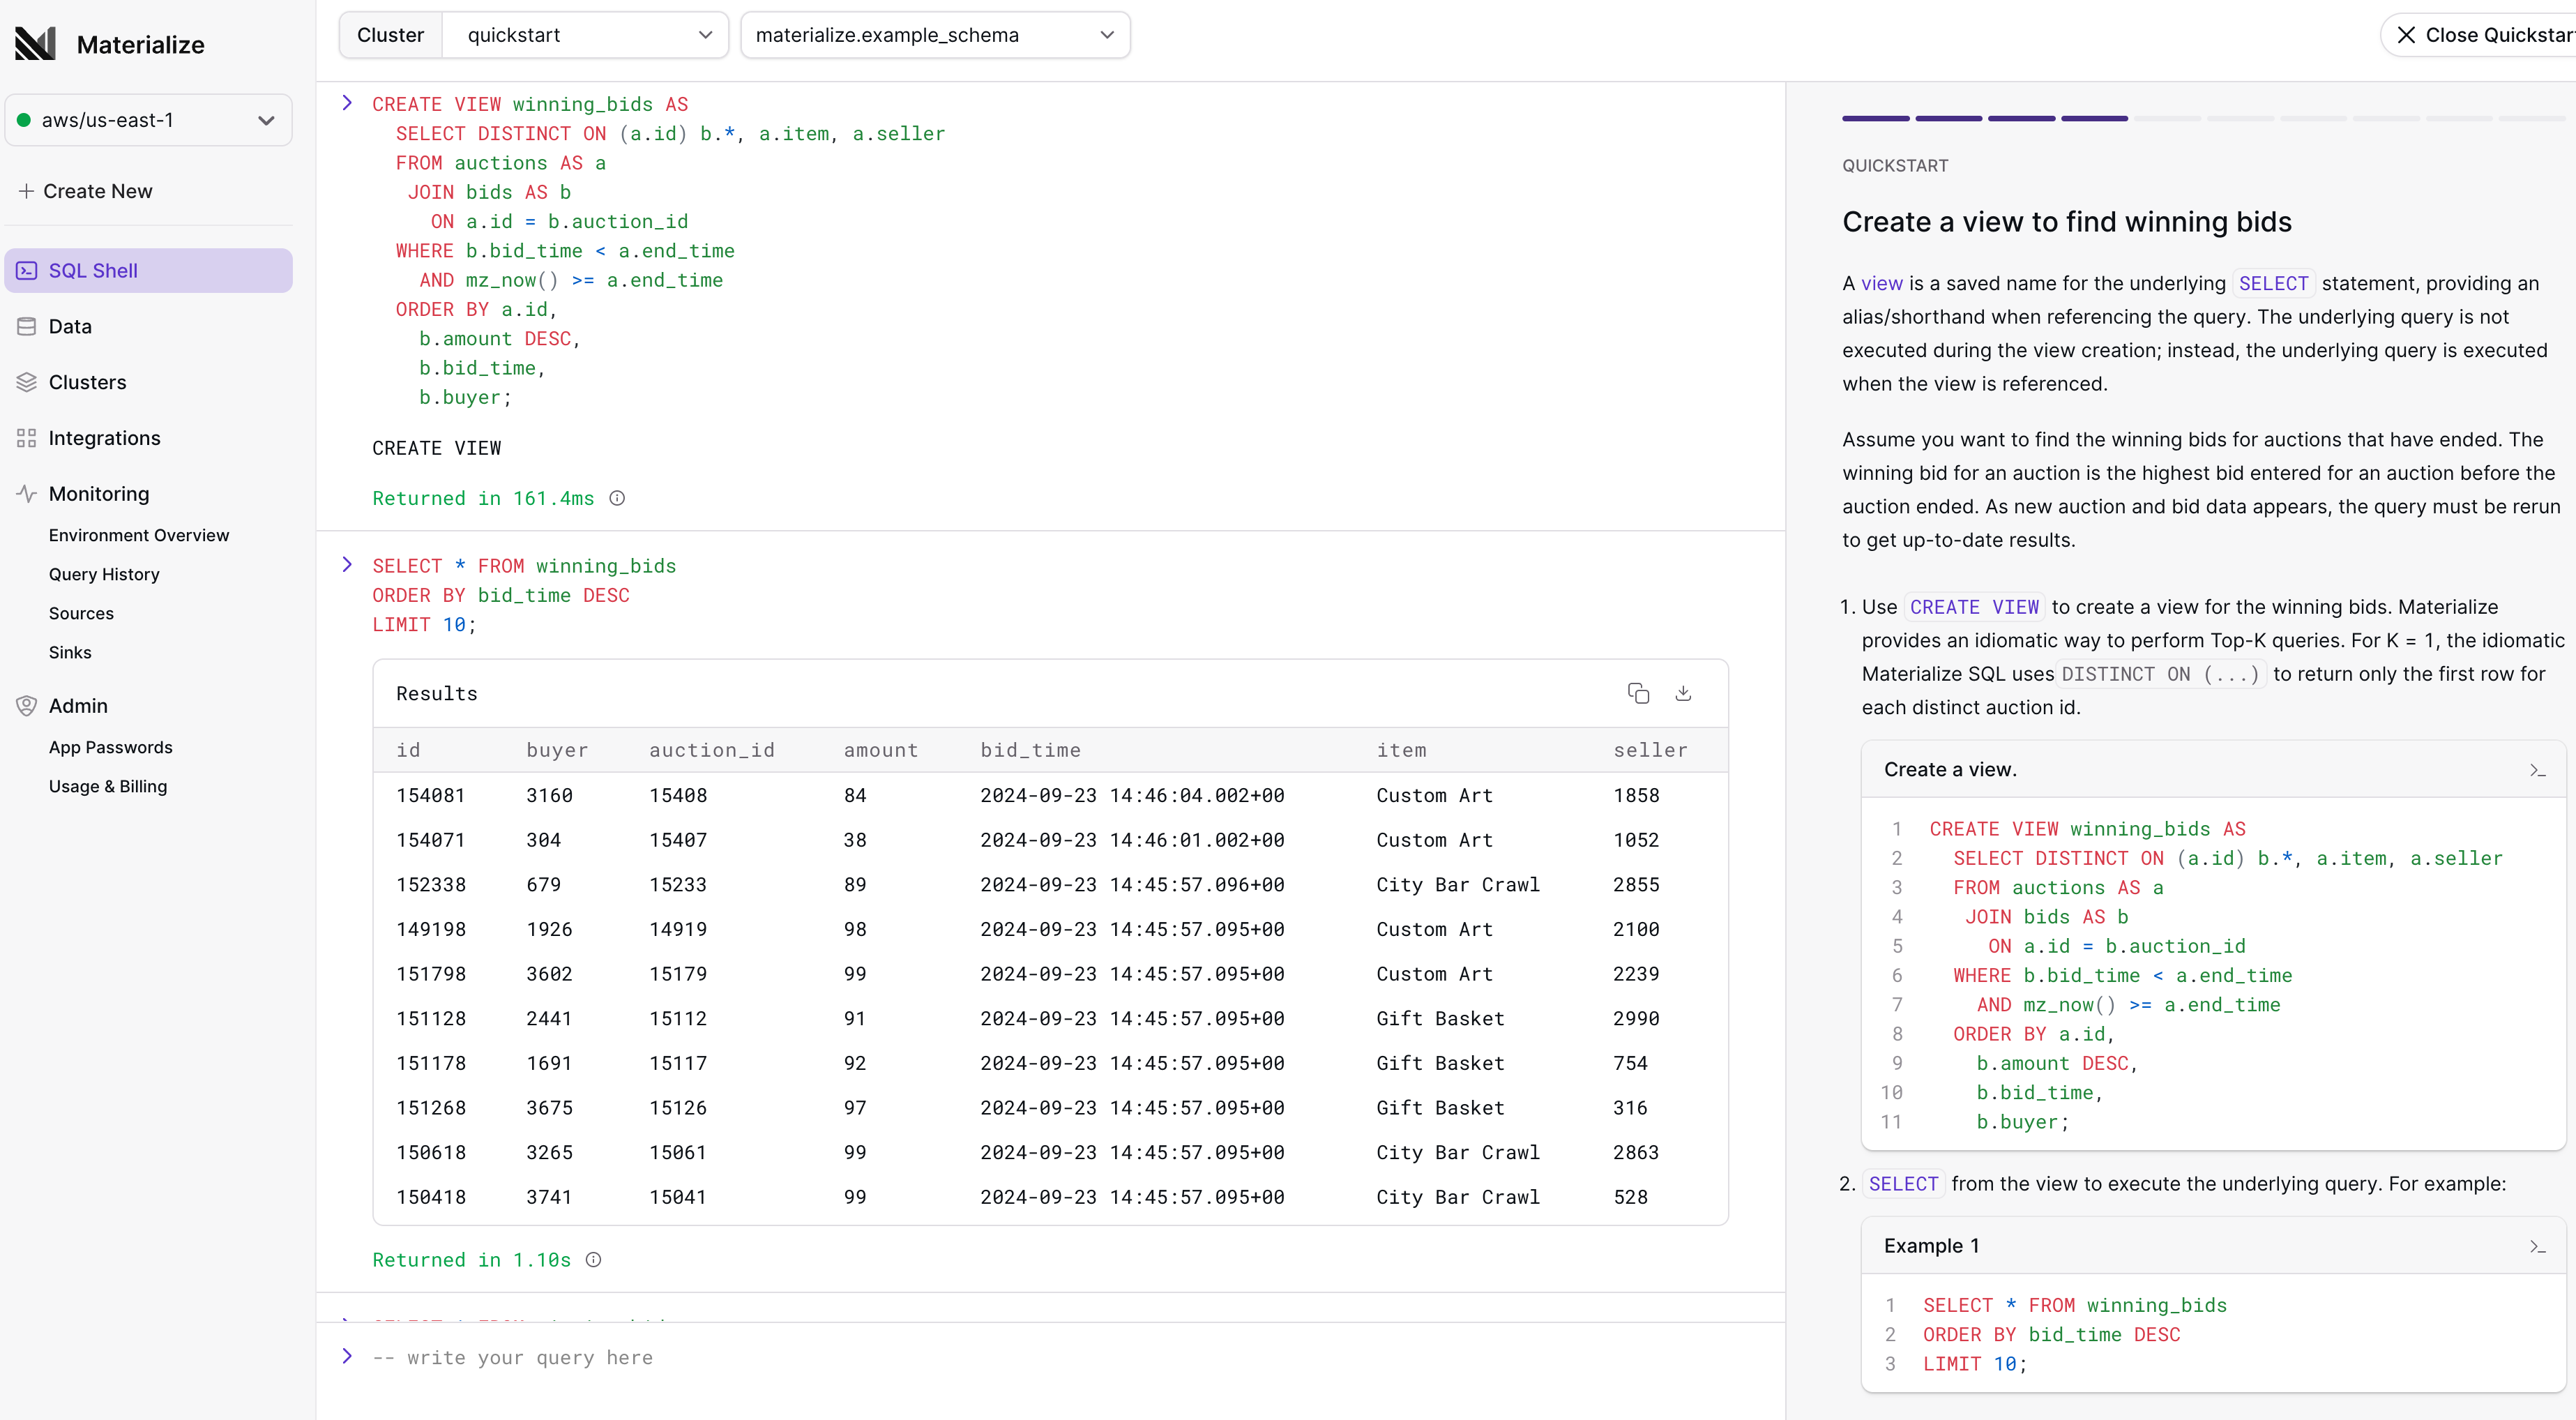 Materialize
aws/us-east-1
Create New
SQL Shell
Data
Clusters
Integrations
Monitoring
Environment Overview
Query History
Sources
Sinks
Admin
App Passwords
Usage & Billing
Cluster quickstart
materialize.example_schema
Close Quickstar
CREATE VIEW winning_bids AS
SELECT DISTINCT ON (a.id) b.*, a.item, a.seller
FROM auctions AS a
JOIN bids AS b
ON a.id = b.auction_id
WHERE b.bid_time < a.end_time
AND mz_now() >= a.end_time
ORDER BY a.id,
b.amount DESC,
b.bid_time,
b.buyer;
CREATE VIEW
Returned in 161.4ms
SELECT * FROM winning_bids
ORDER BY bid_time DESC
LIMIT 10;
Results
id buyer auction_id amount bid_time item seller
154081 3160 15408 84 2024-09-23 14:46:04.002+00 Custom Art 1858
154071 304 15407 38 2024-09-23 14:46:01.002+00 Custom Art 1052
152338 679 15233 89 2024-09-23 14:45:57.096+00 City Bar Crawl 2855
149198 1926 14919 98 2024-09-23 14:45:57.095+00 Custom Art 2100
151798 3602 15179 99 2024-09-23 14:45:57.095+00 Custom Art 2239
151128 2441 15112 91 2024-09-23 14:45:57.095+00 Gift Basket 2990
151178 1691 15117 92 2024-09-23 14:45:57.095+00 Gift Basket 754
151268 3675 15126 97 2024-09-23 14:45:57.095+00 Gift Basket 316
150618 3265 15061 99 2024-09-23 14:45:57.095+00 City Bar Crawl 2863
150418 3741 15041 99 2024-09-23 14:45:57.095+00 City Bar Crawl 528
Returned in 1.10s
-- write your query here
QUICKSTART
Create a view to find winning bids
A view is a saved name for the underlying SELECT statement, providing an
alias/shorthand when referencing the query. The underlying query is not
executed during the view creation; instead, the underlying query is executed
when the view is referenced.
Assume you want to find the winning bids for auctions that have ended. The
winning bid for an auction is the highest bid entered for an auction before the
auction ended. As new auction and bid data appears, the query must be rerun
to get up-to-date results.
1. Use CREATE VIEW to create a view for the winning bids. Materialize
provides an idiomatic way to perform Top-K queries. For K = 1, the idiomatic
Materialize SQL uses DISTINCT ON (...) to return only the first row for
each distinct auction id.
Create a view.
1 CREATE VIEW winning_bids AS
2 SELECT DISTINCT ON (a.id) b.*, a.item, a.seller
3 FROM auctions AS a
4 JOIN bids AS b
5 ON a.id = b.auction_id
6 WHERE b.bid_time < a.end_time
7 AND mz_now() >= a.end_time
8 ORDER BY a.id,
9 b.amount DESC,
10 b.bid_time,
11 b.buyer;
2. SELECT from the view to execute the underlying query. For example:
Example 1
1 SELECT * FROM winning_bids
2 ORDER BY bid_time DESC
3 LIMIT 10;